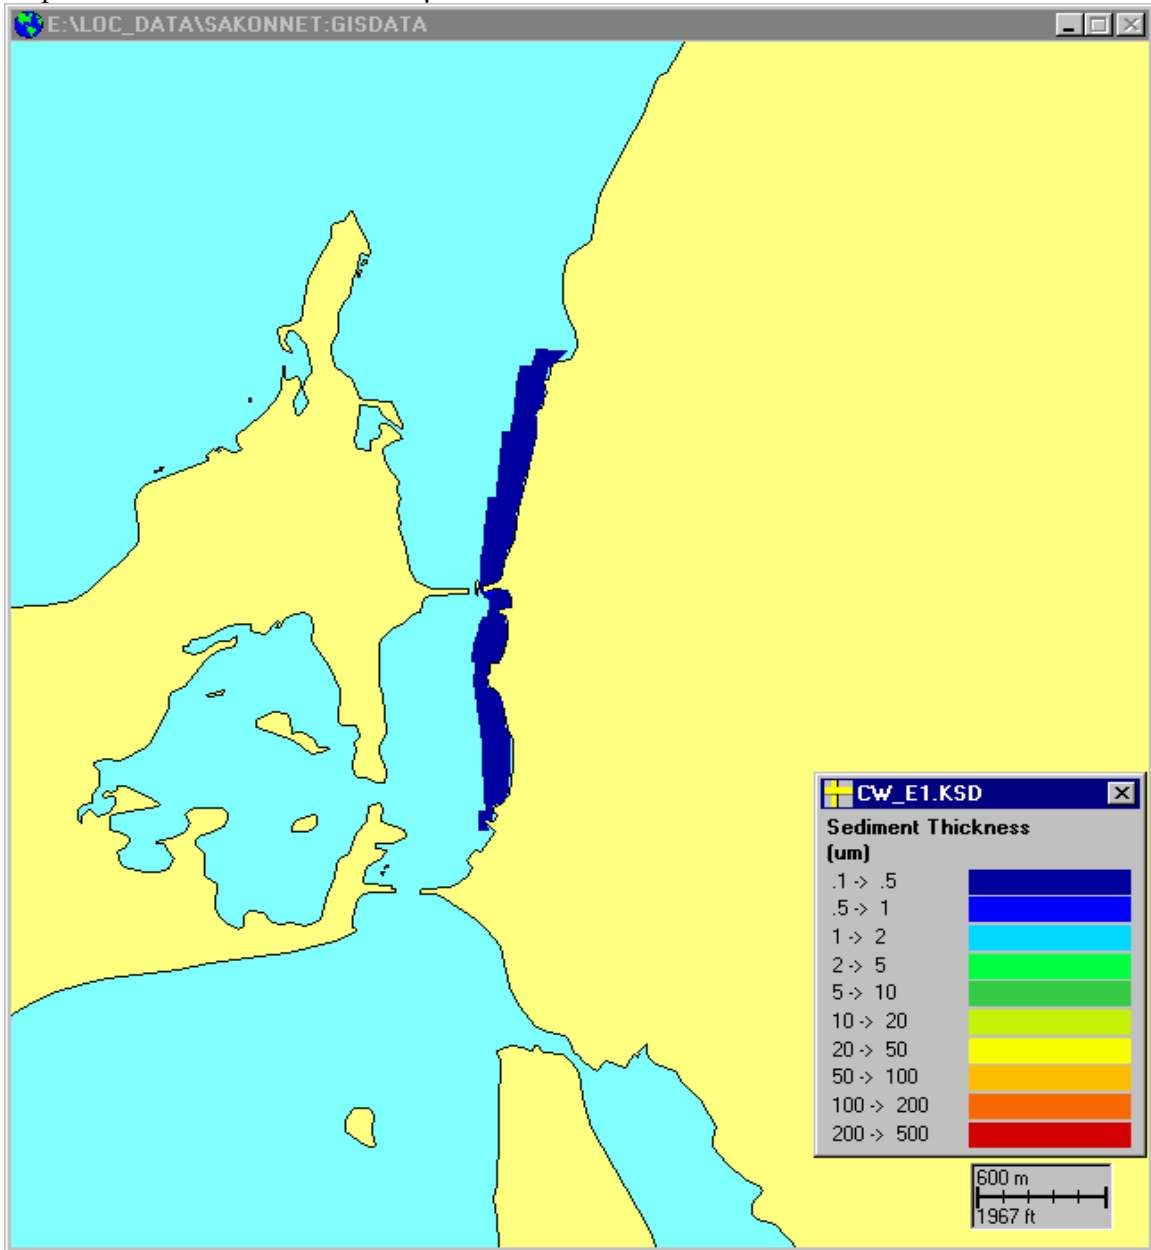 E:\LOC_DATA\SAKONNET:GISDATA
CW_E1.KSD
Sediment Thickness
(um)
.1 -> .5
.5 -> 1
1 -> 2
2 -> 5
5 -> 10
10 -> 20
20 -> 50
50 -> 100
100 -> 200
200 -> 500
600 m
1967 ft